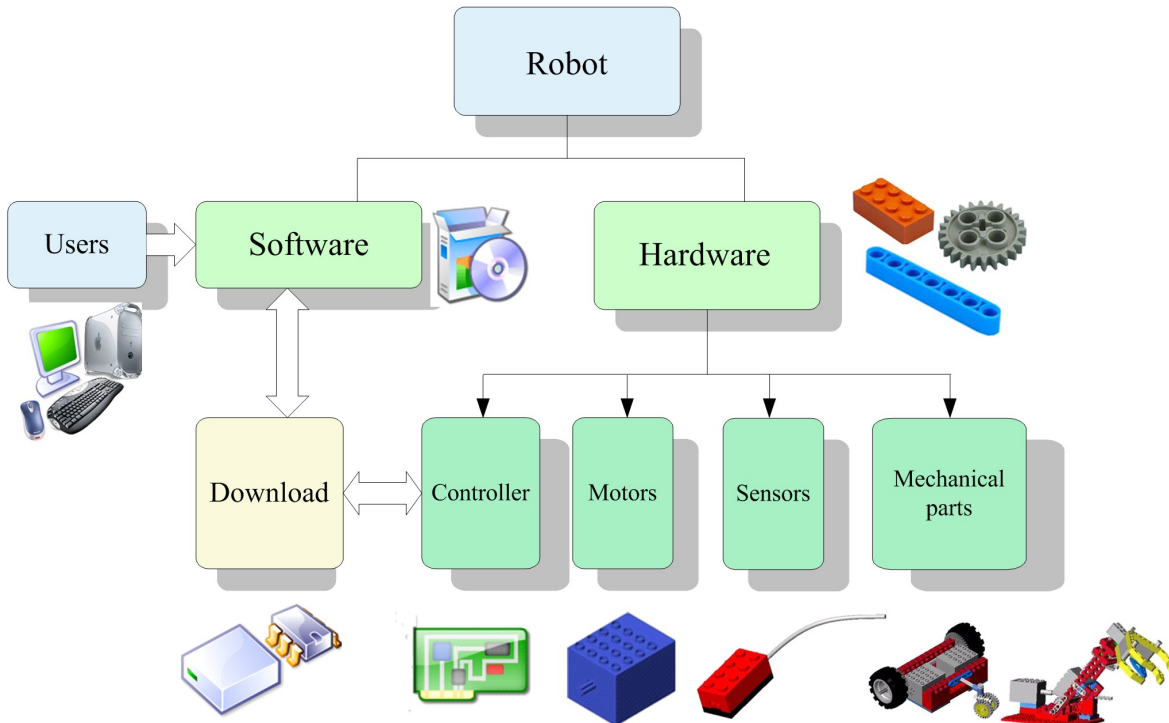 Robot
Users
Software
Hardware
Download
Controller
Motors
Sensors
Mechanical
parts